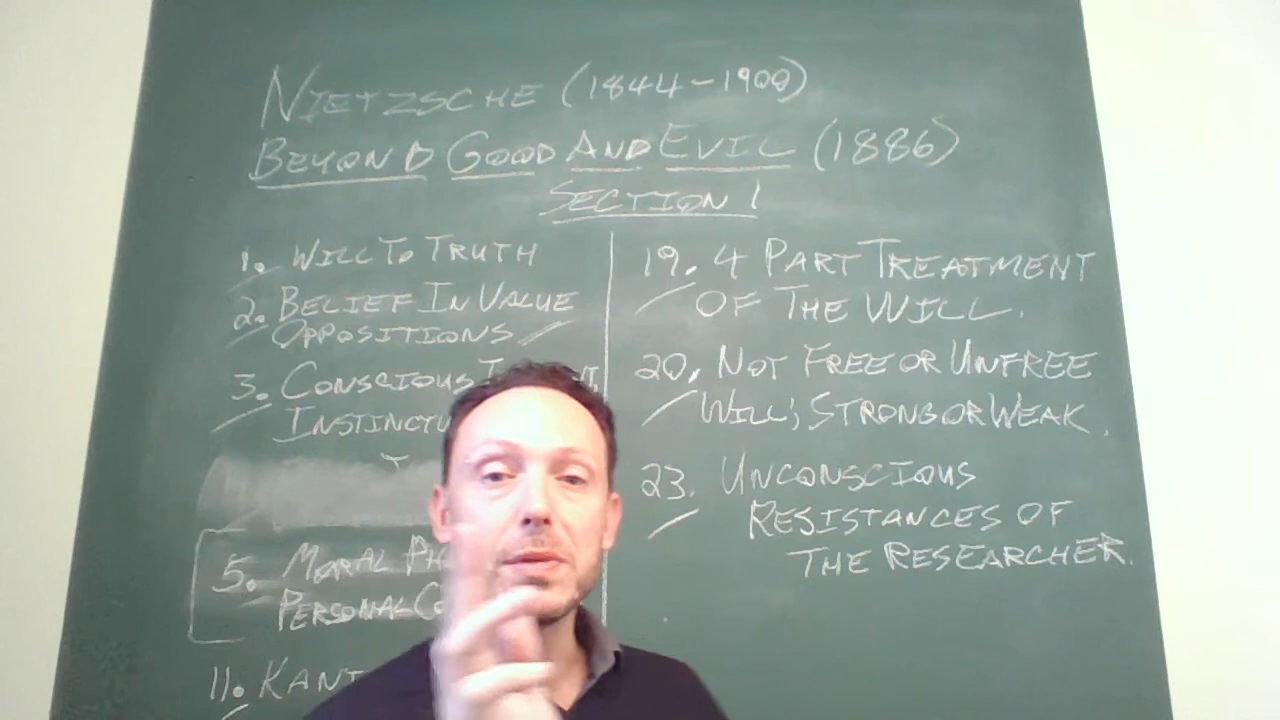 NIETZSCHE (1844-1900)
BEYOND GOOD AND EVIL (1886)
SECTION 1
1. WILL TO TRUTH
2. BELIEF IN VALUE
OPPOSITIONS
3. CONSCIOUS
5. MORAL
PERSONAL
11. KANT
19. 4 PART TREATMENT
OF THE WILL.
20. NOT FREE OR UNFREE
WILL; STRONG OR WEAK.
23. UNCONSCIOUS
RESISTANCES OF
THE RESEARCHER.